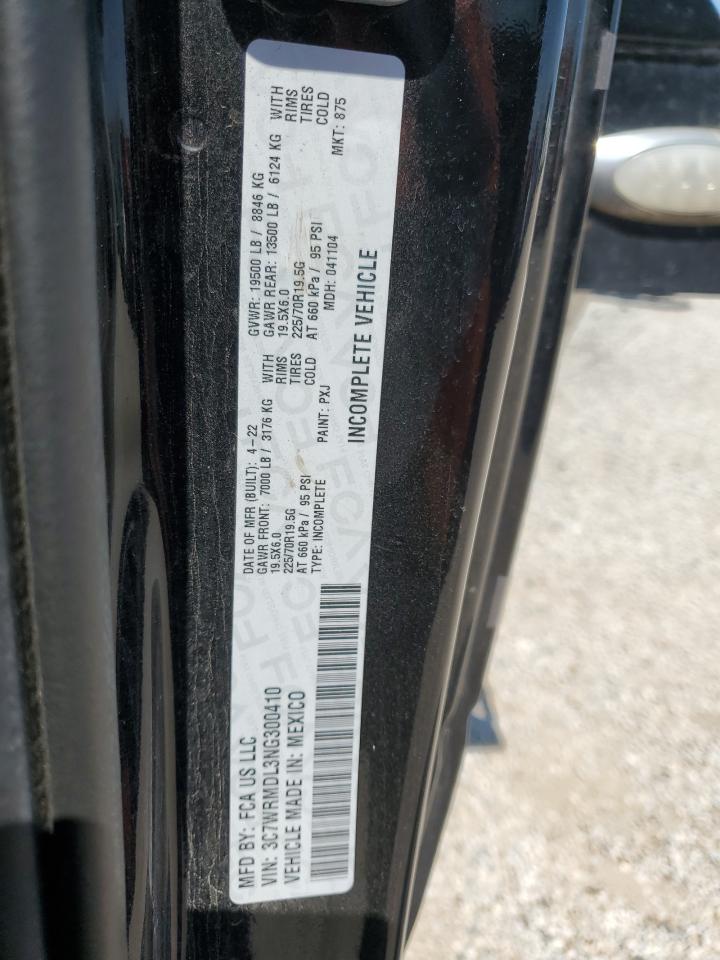 MFD BY: FCA US LLC
VIN: 3C7WRMDL3NG300410
VEHICLE MADE IN: MEXICO
DATE OF MFR (BUILT): 4-22
GAWR FRONT: 7000 LB / 3176 KG WITH
19.5X6.0 RIMS
225/70R19.5G TIRES
AT 660 kPa / 95 PSI COLD
TYPE: INCOMPLETE PAINT: PXJ
GVWR: 19500 LB / 8846 KG
GAWR REAR: 13500 LB / 6124 KG WITH
19.5X6.0 RIMS
225/70R19.5G TIRES
AT 660 kPa / 95 PSI COLD
MDH: 041104 MKT: 875
INCOMPLETE VEHICLE